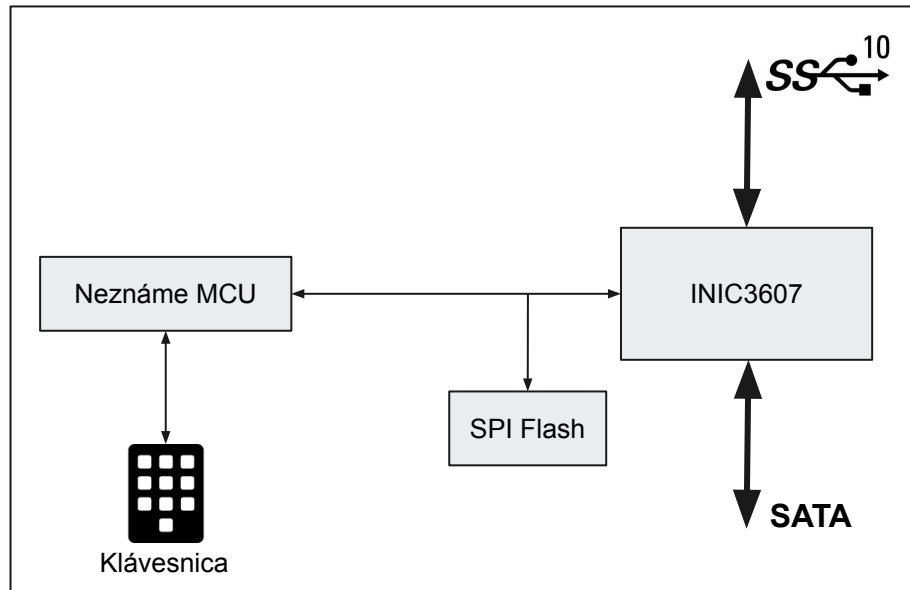 SS 10
Neznáme MCU
INIC3607
SPI Flash
SATA
Klávesnica